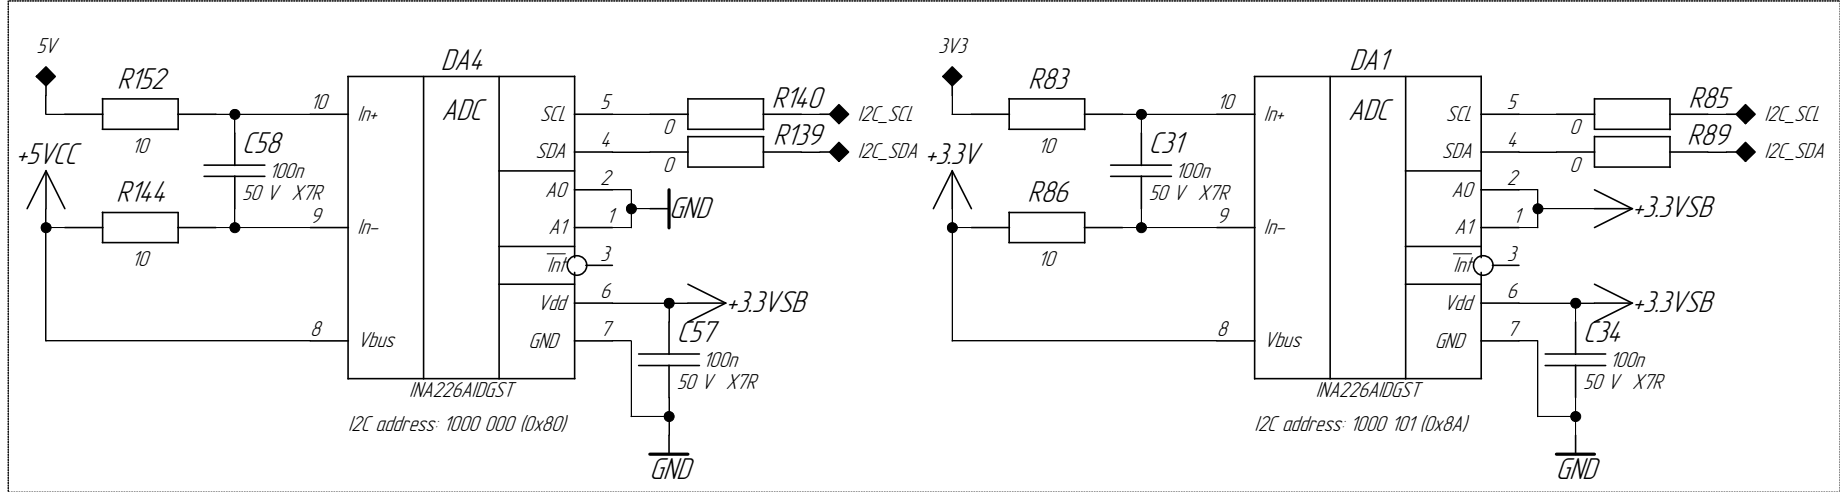 5V
R152
10
+5VCC
R144
10
C58
100n
50 V X7R
DA4
ADC
10 In+
9 In-
8 Vbus
SCL 5
SDA 4
A0 2
A1 1
Int 3
Vdd 6
GND 7
INA226AIDGST
I2C address: 1000 000 (0x80)
0 R140 I2C_SCL
0 R139 I2C_SDA
GND
+3.3VSB
C57
100n
50 V X7R
GND
3V3
R83
10
+3.3V
R86
10
C31
100n
50 V X7R
DA1
ADC
10 In+
9 In-
8 Vbus
SCL 5
SDA 4
A0 2
A1 1
Int 3
Vdd 6
GND 7
INA226AIDGST
I2C address: 1000 101 (0x8A)
0 R85 I2C_SCL
0 R89 I2C_SDA
+3.3VSB
+3.3VSB
C34
100n
50 V X7R
GND